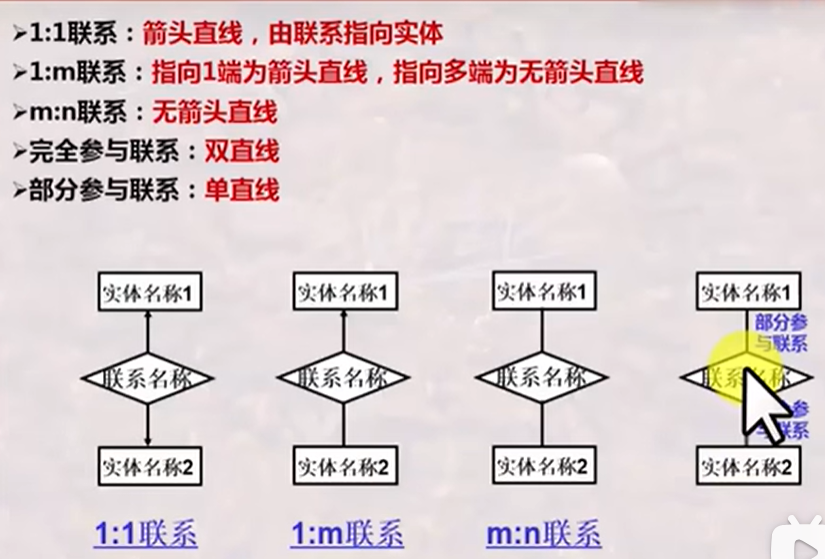 ➢1:1联系：箭头直线，由联系指向实体
➢1:m联系：指向1端为箭头直线，指向多端为无箭头直线
➢m:n联系：无箭头直线
➢完全参与联系：双直线
➢部分参与联系：单直线
实体名称1 实体名称1 实体名称1 实体名称1
部分参
与联系
联系名称 联系名称 联系名称 联系名称
参
联系
实体名称2 实体名称2 实体名称2 实体名称2
1:1联系 1:m联系 m:n联系